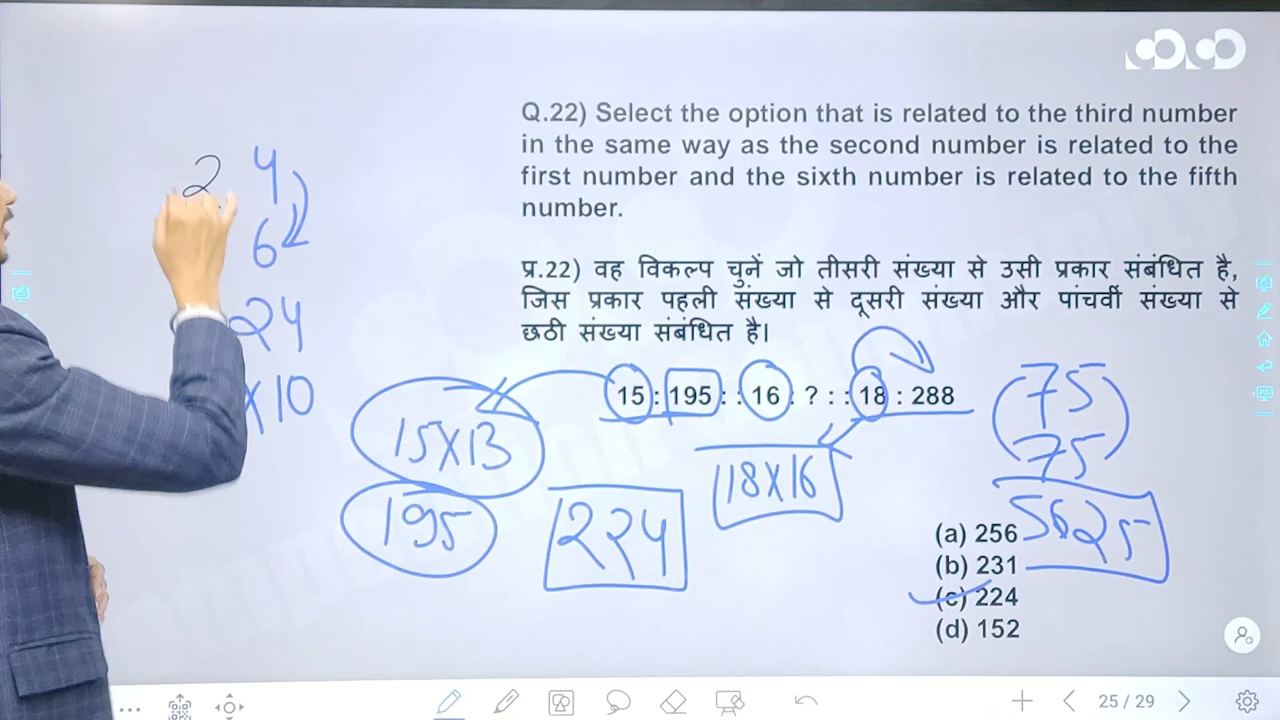 Q.22) Select the option that is related to the third number
in the same way as the second number is related to the
first number and the sixth number is related to the fifth
number.
प्र.22) वह विकल्प चुनें जो तीसरी संख्या से उसी प्रकार संबंधित है,
जिस प्रकार पहली संख्या से दूसरी संख्या और पांचवीं संख्या से
छठी संख्या संबंधित है।
15 : 195 : : 16 : ? : : 18 : 288
(a) 256
(b) 231
(c) 224
(d) 152
2 4
6
24
x10
15x13
195
224
18x16
75
75
5625
25 / 29